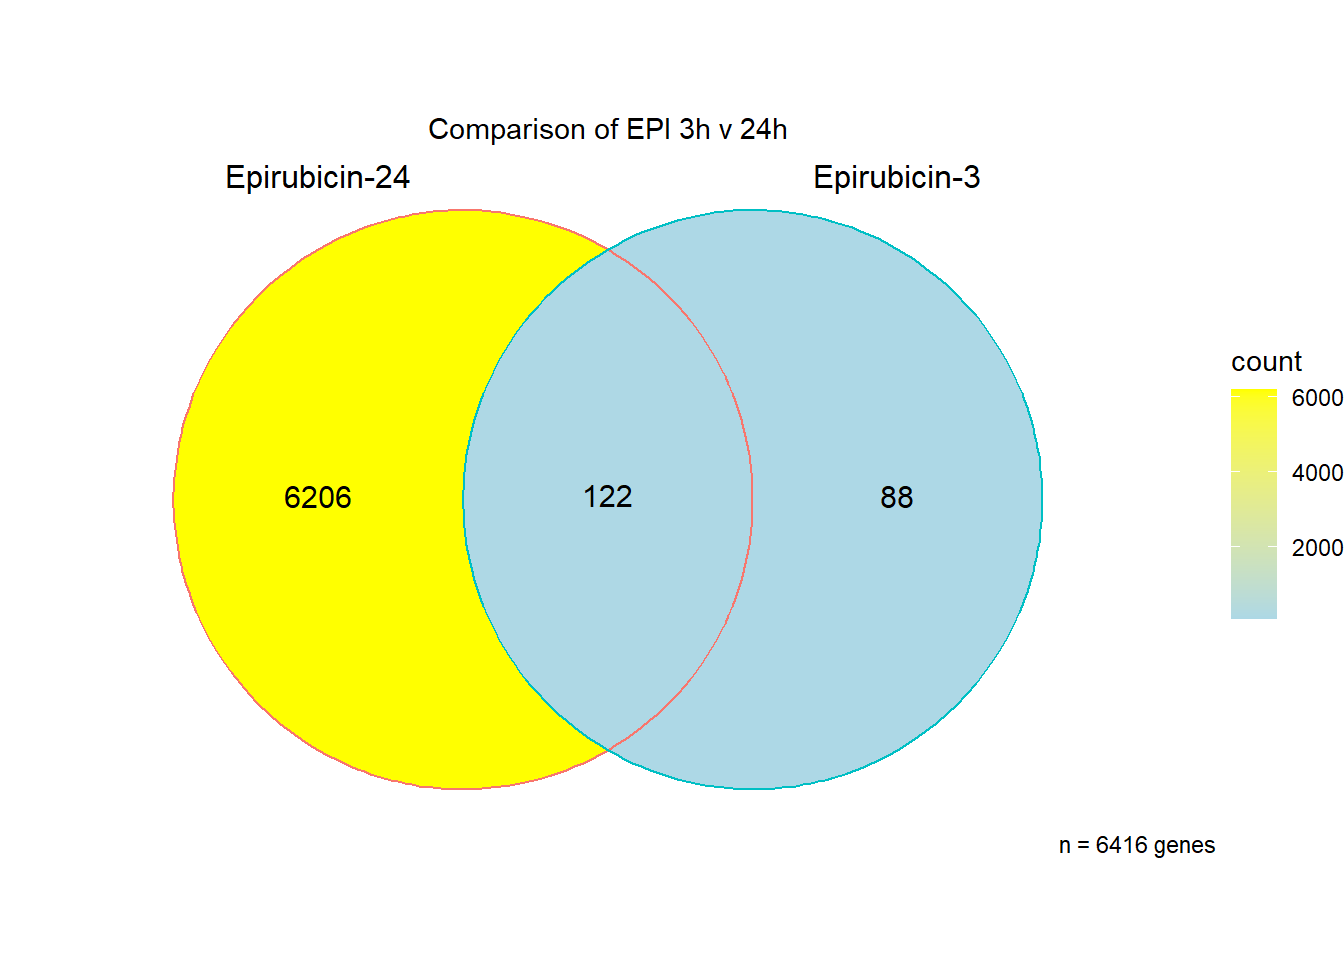 Comparison of EPI 3h v 24h
Epirubicin-24
Epirubicin-3
6206
122
88
count
6000
4000
2000
n = 6416 genes